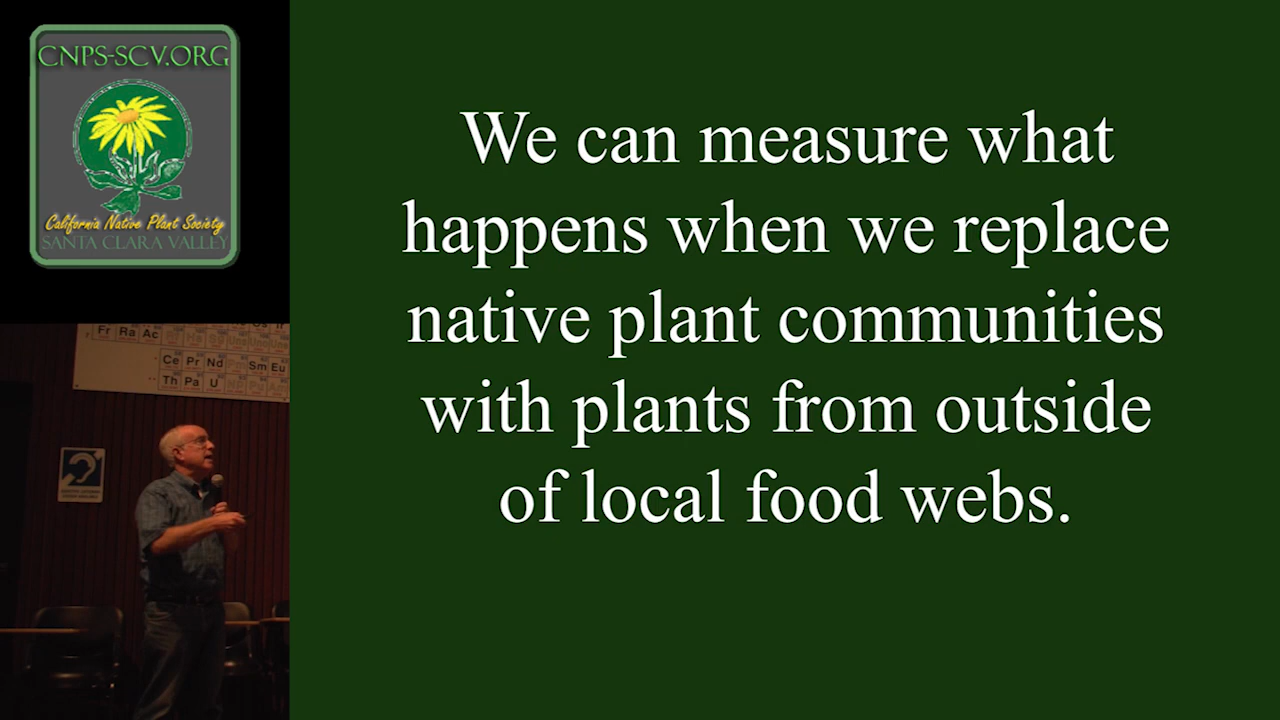 CNPS-SCV.ORG
California Native Plant Society
SANTA CLARA VALLEY
We can measure what
happens when we replace
native plant communities
with plants from outside
of local food webs.
Fr Ra Ac
Ce Pr Nd Sm Eu
Th Pa U